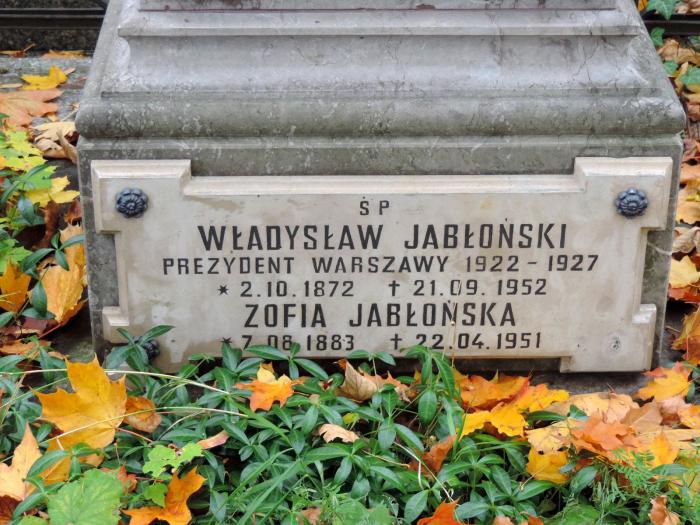 ŚP
WŁADYSŁAW JABŁOŃSKI
PREZYDENT WARSZAWY 1922 - 1927
* 2.10.1872 † 21.09.1952
ZOFIA JABŁOŃSKA
* 7.08.1883 † 22.04.1951